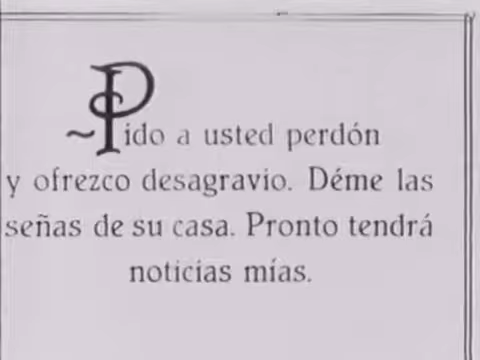 Pido a usted perdón
y ofrezco desagravio. Déme las
señas de su casa. Pronto tendrá
noticias mías.